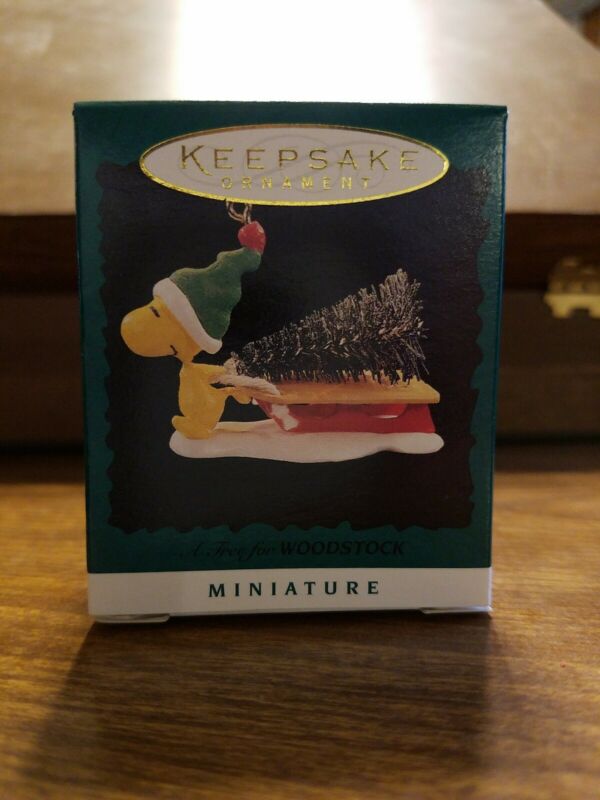 KEEPSAKE
ORNAMENT
A Tree for WOODSTOCK
MINIATURE